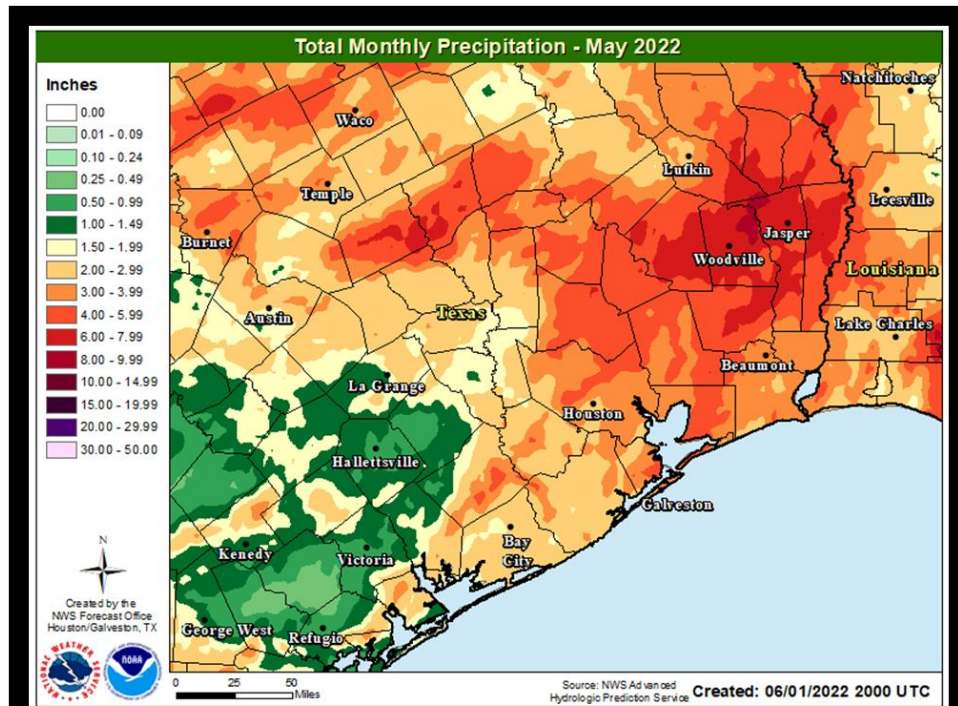 Total Monthly Precipitation - May 2022
Inches
0.00
0.01 - 0.09
0.10 - 0.24
0.25 - 0.49
0.50 - 0.99
1.00 - 1.49
1.50 - 1.99
2.00 - 2.99
3.00 - 3.99
4.00 - 5.99
6.00 - 7.99
8.00 - 9.99
10.00 - 14.99
15.00 - 19.99
20.00 - 29.99
30.00 - 50.00
Natchitoches
Waco
Lufkin
Temple
Leesville
Burnet
Jasper
Woodville
Louisiana
Austin
Texas
Lake Charles
Beaumont
La Grange
Houston
Hallettsville
Galveston
Bay
City
Kenedy
Victoria
George West
Refugio
N
Created by the
NWS Forecast Office
Houston/Galveston, TX
NATIONAL WEATHER SERVICE
NOAA
0 25 50
Miles
Source: NWS Advanced
Hydrologic Prediction Service
Created: 06/01/2022 2000 UTC